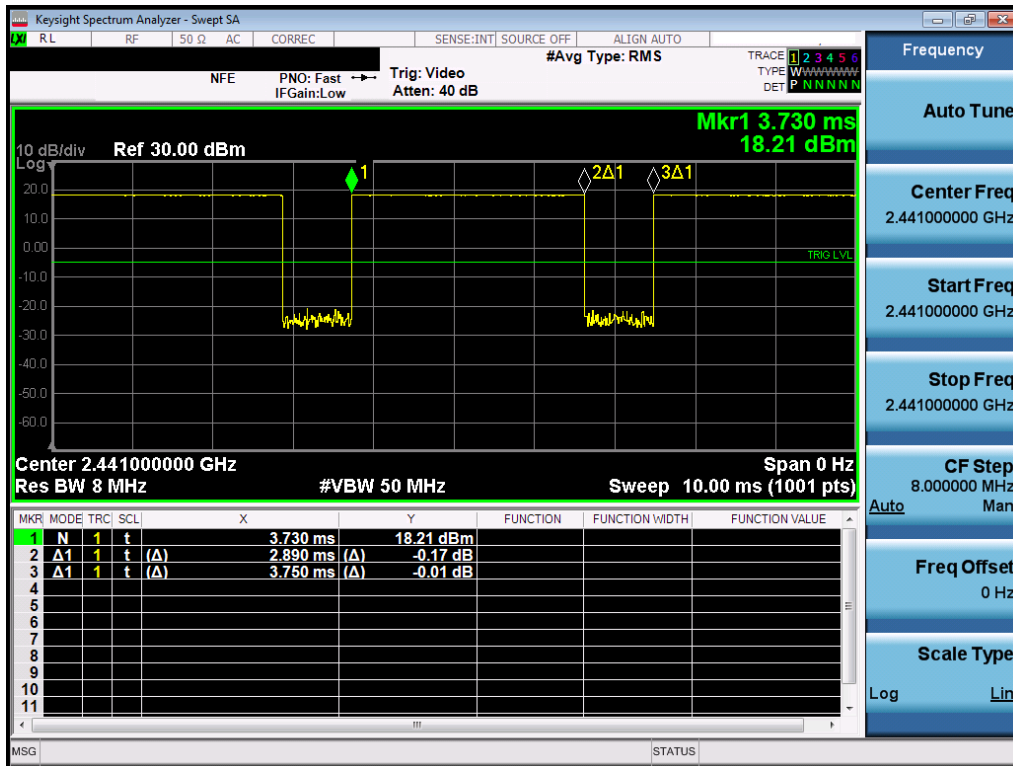 Keysight Spectrum Analyzer - Swept SA
LXI RL RF 50 Ω AC CORREC SENSE:INT SOURCE OFF ALIGN AUTO
#Avg Type: RMS
TRACE 1 2 3 4 5 6
TYPE WWWWWW
DET P N N N N N
NFE PNO: Fast Trig: Video
IFGain:Low Atten: 40 dB
Frequency
Mkr1 3.730 ms
18.21 dBm
10 dB/div Ref 30.00 dBm
Log
1 2Δ1 3Δ1
20.0
10.0
0.00
TRIG LVL
-10.0
-20.0
-30.0
-40.0
-50.0
-60.0
Center 2.441000000 GHz Span 0 Hz
Res BW 8 MHz #VBW 50 MHz Sweep 10.00 ms (1001 pts)
MKR MODE TRC SCL X Y FUNCTION FUNCTION WIDTH FUNCTION VALUE
1 N 1 t 3.730 ms 18.21 dBm
2 Δ1 1 t (Δ) 2.890 ms (Δ) -0.17 dB
3 Δ1 1 t (Δ) 3.750 ms (Δ) -0.01 dB
4
5
6
7
8
9
10
11
MSG STATUS
Auto Tune
Center Freq
2.441000000 GHz
Start Freq
2.441000000 GHz
Stop Freq
2.441000000 GHz
CF Step
8.000000 MHz
Auto Man
Freq Offset
0 Hz
Scale Type
Log Lin